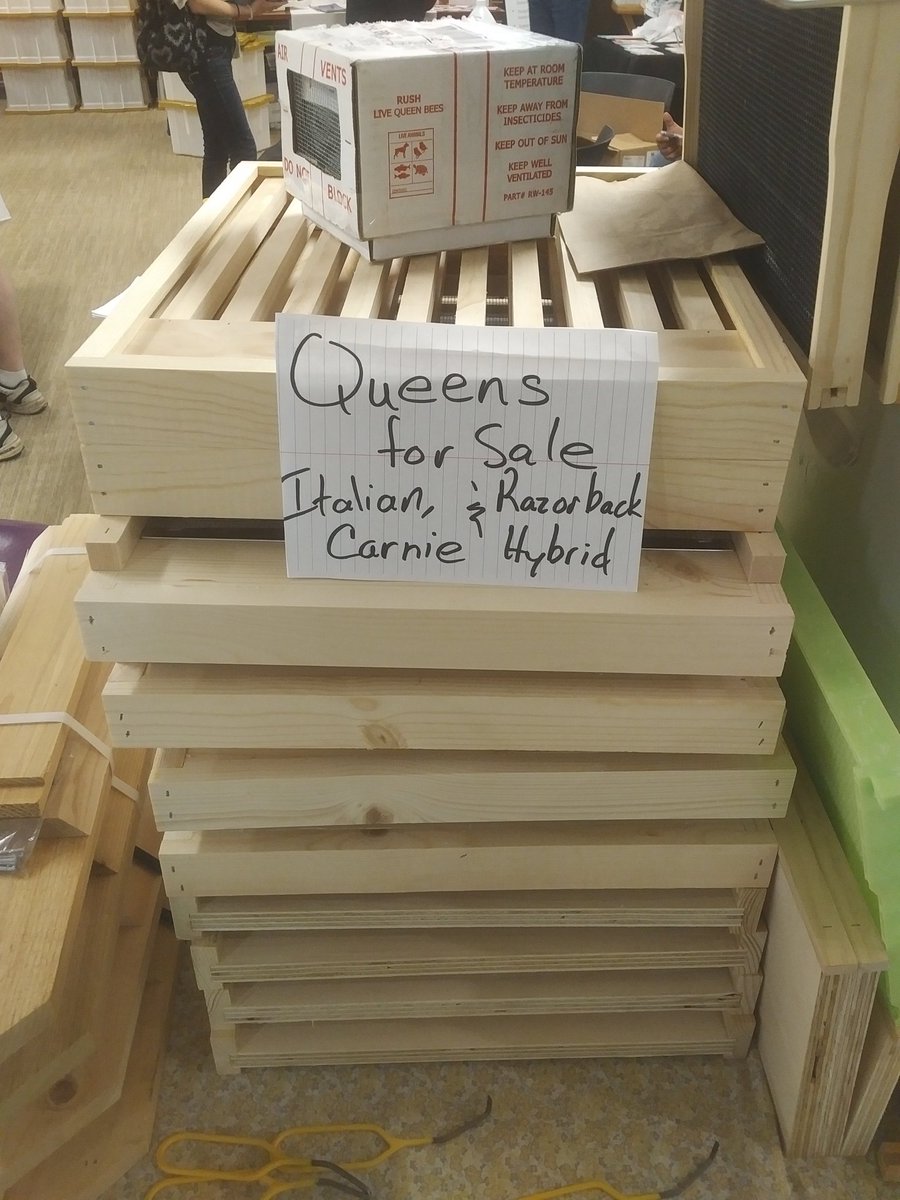 AIR VENTS
DO NOT BLOCK
RUSH
LIVE QUEEN BEES
LIVE ANIMALS
KEEP AT ROOM
TEMPERATURE
KEEP AWAY FROM
INSECTICIDES
KEEP OUT OF SUN
KEEP WELL
VENTILATED
PART# RW-145
Queens
for Sale
Italian, & Razorback
Carnie Hybrid